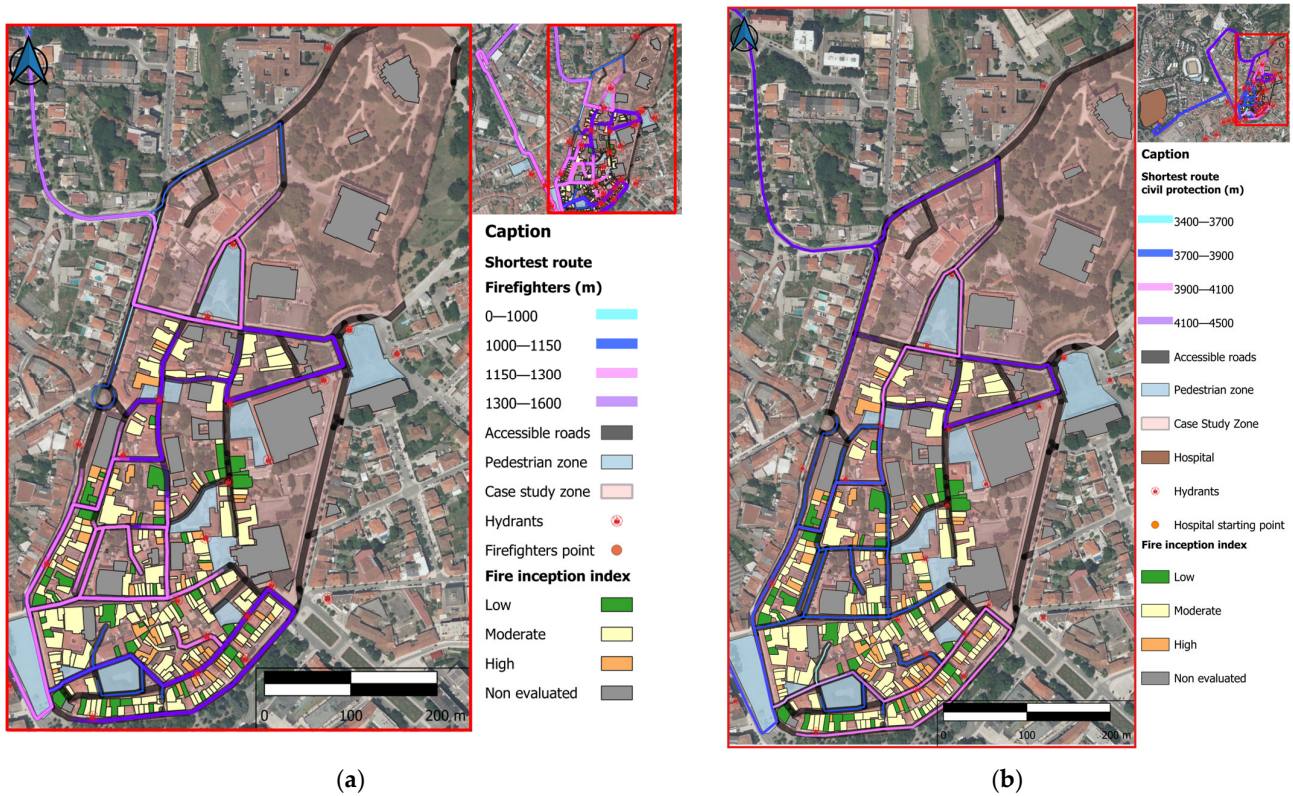 Caption
Shortest route
Firefighters (m)
0—1000
1000—1150
1150—1300
1300—1600
Accessible roads
Pedestrian zone
Case study zone
Hydrants
Firefighters point
Fire inception index
Low
Moderate
High
Non evaluated
0 100 200 m
(a)
Caption
Shortest route
civil protection (m)
3400—3700
3700—3900
3900—4100
4100—4500
Accessible roads
Pedestrian zone
Case Study Zone
Hospital
Hydrants
Hospital starting point
Fire inception index
Low
Moderate
High
Non evaluated
0 100 200 m
(b)